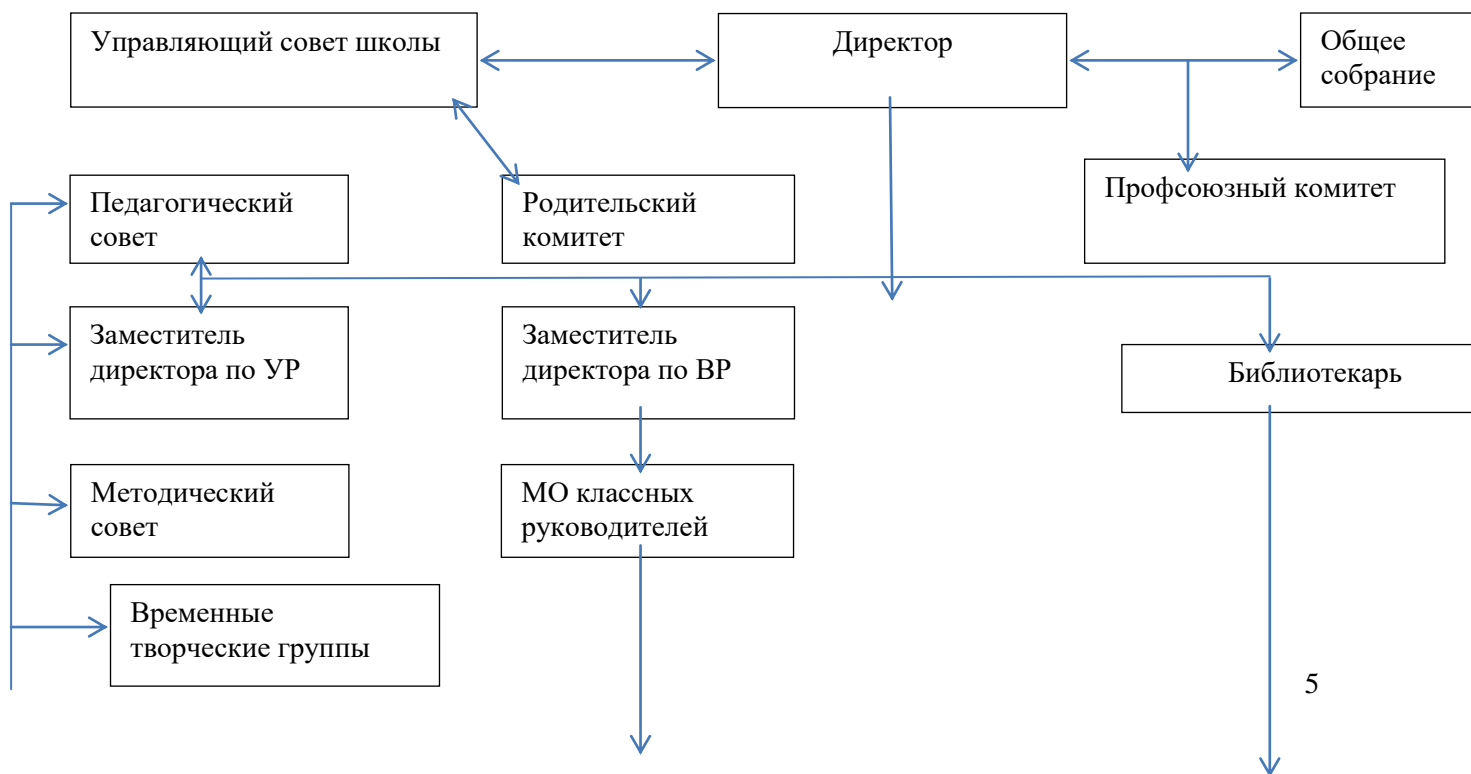 Управляющий совет школы
Директор
Общее
собрание
Педагогический
совет
Родительский
комитет
Профсоюзный комитет
Заместитель
директора по УР
Заместитель
директора по ВР
Библиотекарь
Методический
совет
МО классных
руководителей
Временные
творческие группы
5